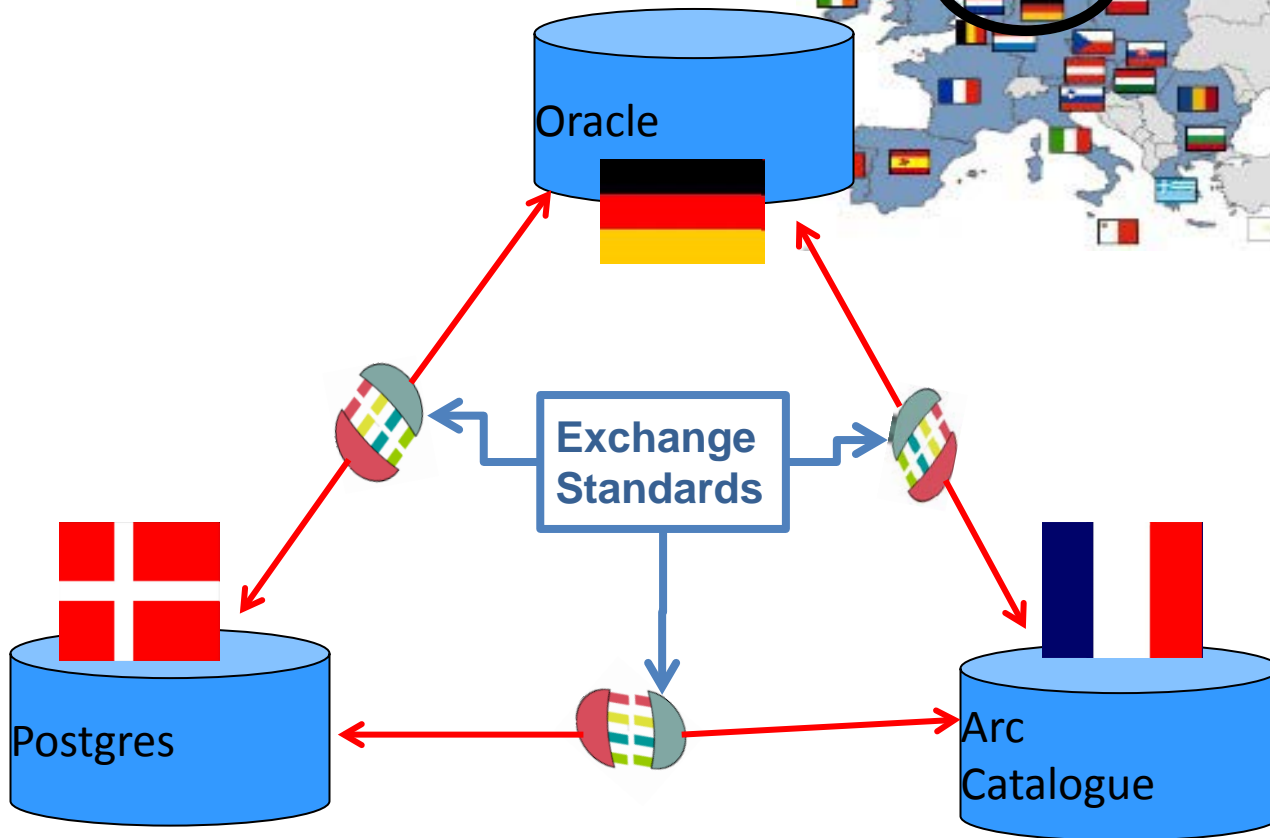 Oracle
Exchange
Standards
Postgres
Arc
Catalogue